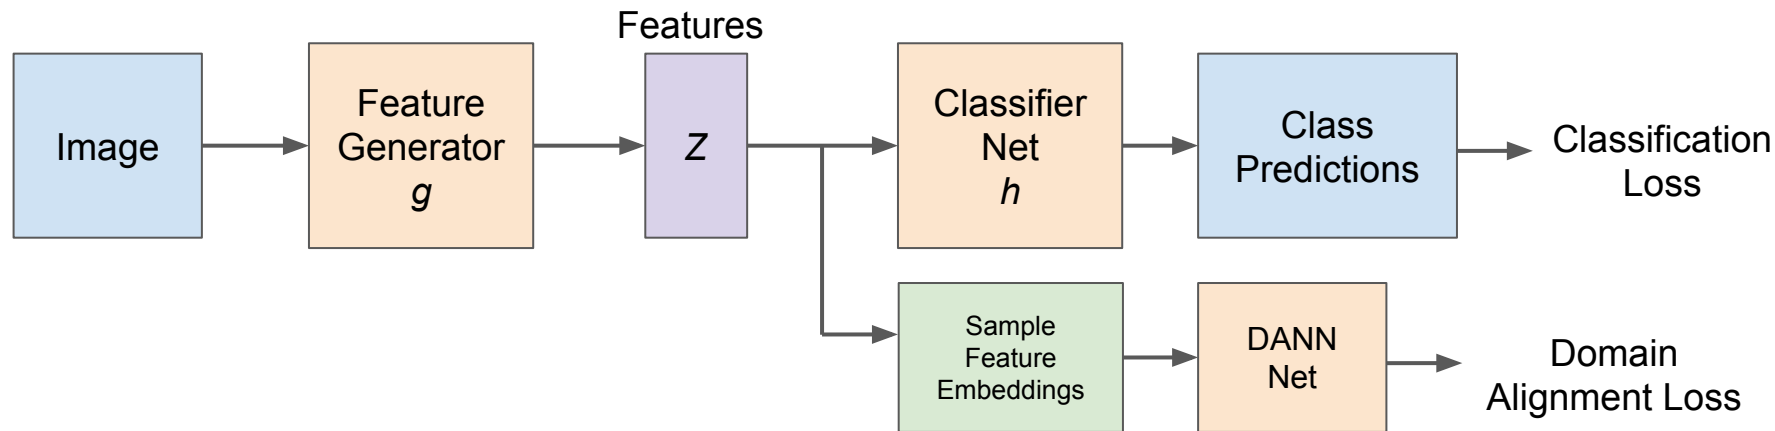 Features
Image
Feature
Generator
g
Z
Classifier
Net
h
Class
Predictions
Classification
Loss
Sample
Feature
Embeddings
DANN
Net
Domain
Alignment Loss